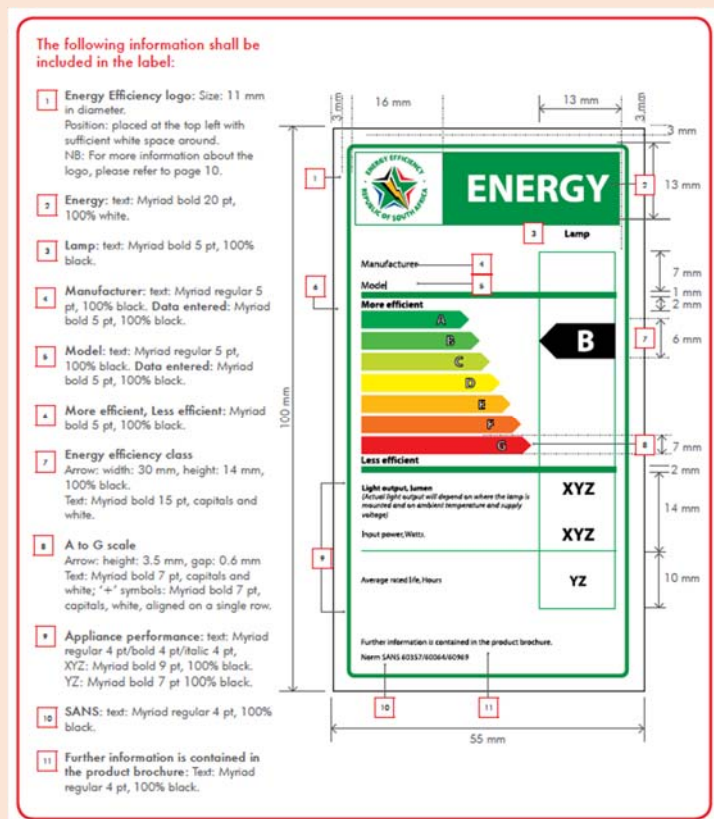 The following information shall be
included in the label:
1 Energy Efficiency logo: Size: 11 mm
in diameter.
Position: placed at the top left with
sufficient white space around.
NB: For more information about the
logo, please refer to page 10.
2 Energy: text: Myriad bold 20 pt,
100% white.
3 Lamp: text: Myriad bold 5 pt, 100%
black.
4 Manufacturer: text: Myriad regular 5
pt, 100% black. Data entered: Myriad
bold 5 pt, 100% black.
5 Model: text: Myriad regular 5 pt,
100% black. Data entered: Myriad
bold 5 pt, 100% black.
6 More efficient, Less efficient: Myriad
bold 5 pt, 100% black.
7 Energy efficiency class
Arrow: width: 30 mm, height: 14 mm,
100% black.
Text: Myriad bold 15 pt, capitals and
white.
8 A to G scale
Arrow: height: 3.5 mm, gap: 0.6 mm
Text: Myriad bold 7 pt, capitals and
white; '+' symbols: Myriad bold 7 pt,
capitals, white, aligned on a single row.
9 Appliance performance: text: Myriad
regular 4 pt/bold 4 pt/italic 4 pt,
XYZ: Myriad bold 9 pt, 100% black.
YZ: Myriad bold 7 pt 100% black.
10 SANS: text: Myriad regular 4 pt, 100%
black.
11 Further information is contained in
the product brochure: Text: Myriad
regular 4 pt, 100% black.
3 mm
16 mm
13 mm
3 mm
3 mm
1
ENERGY EFFICIENCY
REPUBLIC OF SOUTH AFRICA
ENERGY
2
13 mm
3 Lamp
Manufacturer 4
Model 5
7 mm
1 mm
2 mm
6
More efficient
A
B
C
D
E
F
G
Less efficient
B
7
6 mm
8
7 mm
2 mm
100 mm
Light output, lumen
(Actual light output will depend on where the lamp is
mounted and on ambient temperature and supply
voltage)
XYZ
14 mm
Input power, Watts.
XYZ
9
Average rated life, Hours
YZ
10 mm
Further information is contained in the product brochure.
Norm SANS 60357/60064/60969
10
11
55 mm